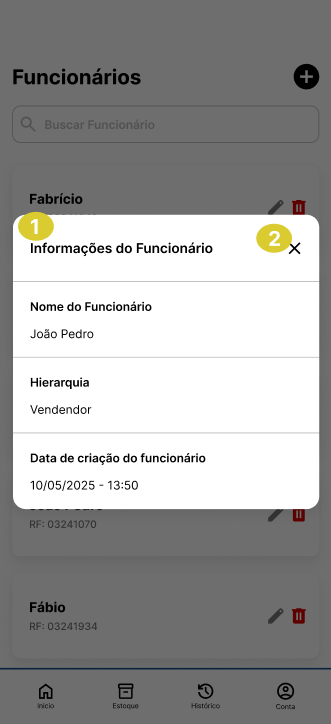 Funcionários
Buscar Funcionário
Fabrício
1
2
Informações do Funcionário
Nome do Funcionário
João Pedro
Hierarquia
Vendendor
Data de criação do funcionário
10/05/2025 - 13:50
RF: 03241070
Fábio
RF: 03241934
Inicio
Estoque
Histórico
Conta